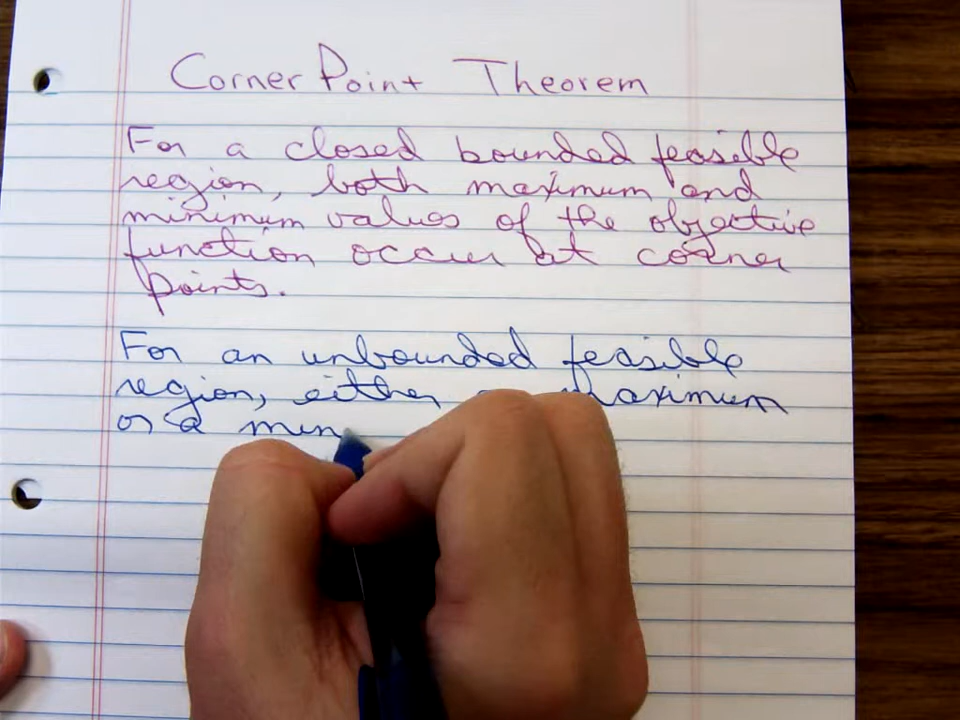 Corner Point Theorem
For a closed bounded feasible
region, both maximum and
minimum values of the objective
function occur at corner
points.
For an unbounded feasible
region, either a maximum
or a min